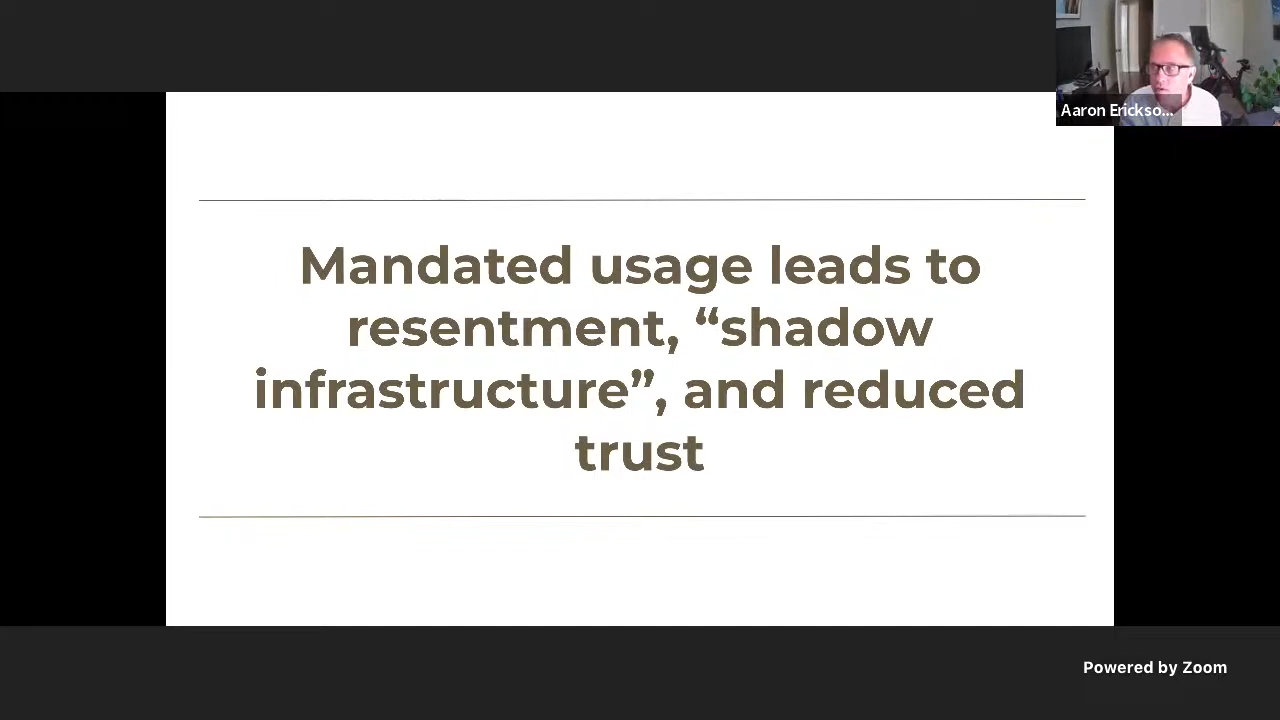 Aaron Erickso...
Mandated usage leads to
resentment, “shadow
infrastructure”, and reduced
trust
Powered by Zoom